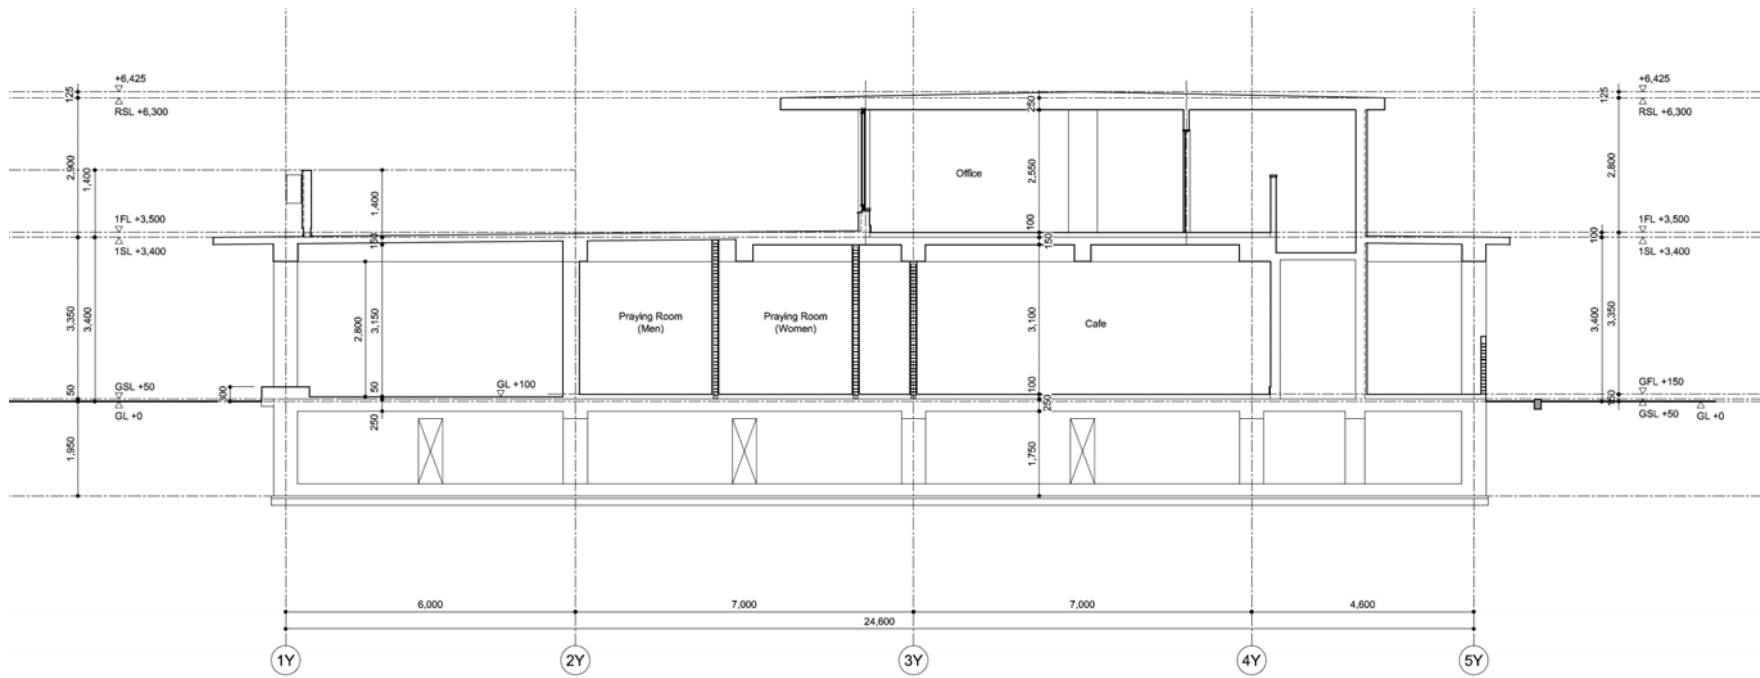 +6,425
+6,425
125
250
125
RSL +6,300
RSL +6,300
2,900
1,400
1,400
Office
2,550
2,800
1FL +3,500
100
1FL +3,500
150
150
100
1SL +3,400
1SL +3,400
3,350
3,400
2,800
3,150
Praying Room
(Men)
Praying Room
(Women)
3,100
Cafe
3,400
3,350
GSL +50
50
300
50
GL +100
100
GFL +150
GL +0
250
250
150
GSL +50
GL +0
1,950
1,750
6,000
7,000
7,000
4,600
24,600
1Y
2Y
3Y
4Y
5Y